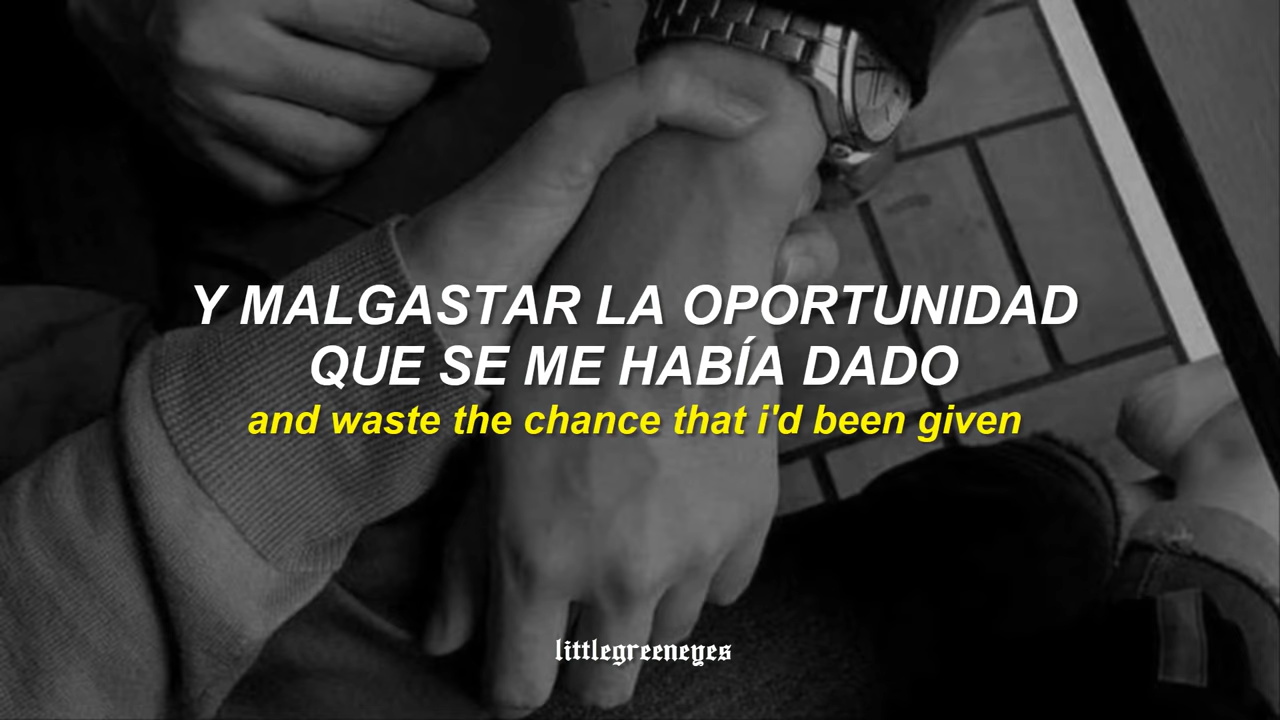 Y MALGASTAR LA OPORTUNIDAD
QUE SE ME HABÍA DADO
and waste the chance that i'd been given
littlegreeneyes